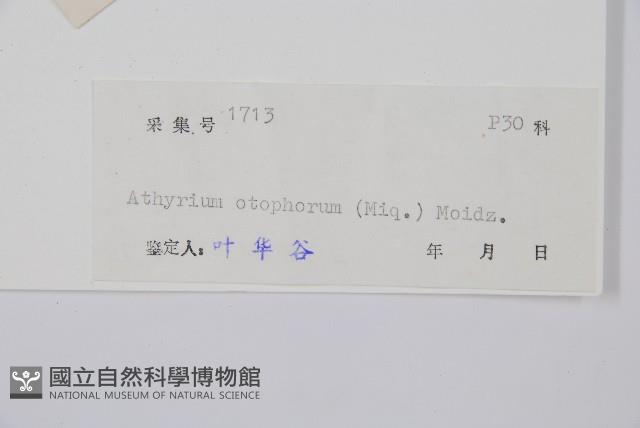 采集号 1713 P30 科
Athyrium otophorum (Miq.) Moidz.
鉴定人: 叶华谷 年 月 日
國立自然科學博物館
NATIONAL MUSEUM OF NATURAL SCIENCE